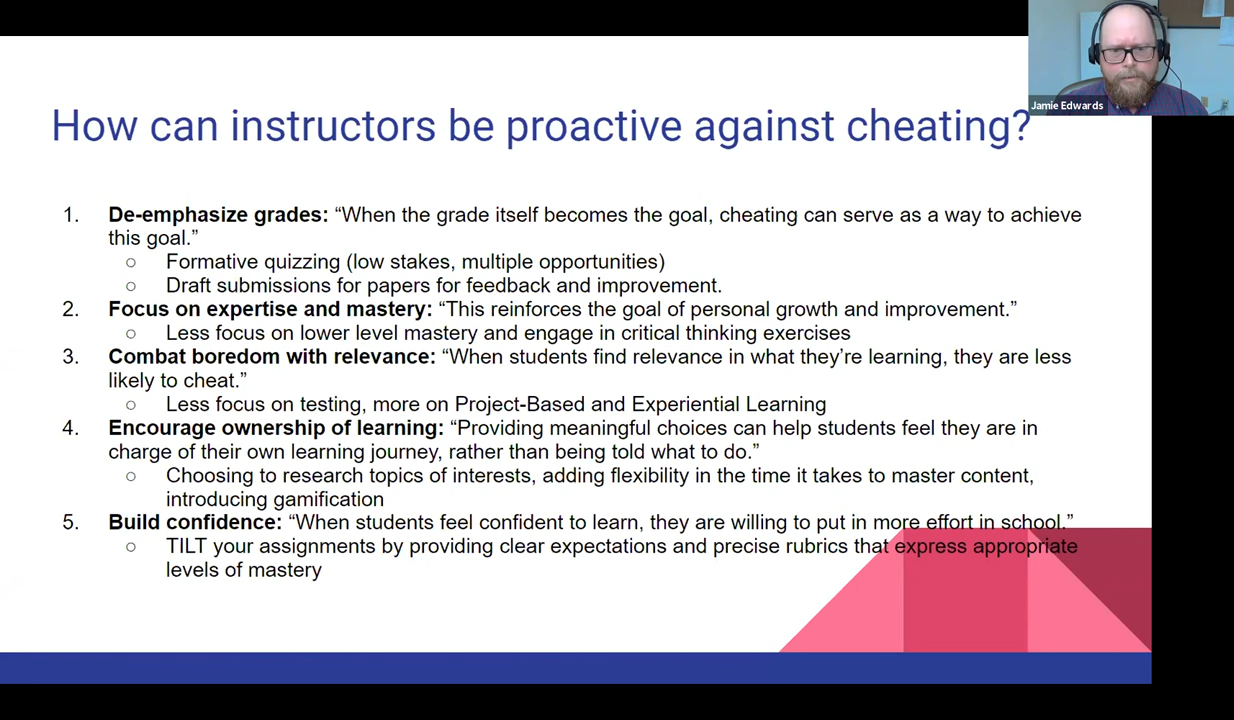 Jamie Edwards
How can instructors be proactive against cheating?
1. De-emphasize grades: “When the grade itself becomes the goal, cheating can serve as a way to achieve
this goal.”
○ Formative quizzing (low stakes, multiple opportunities)
○ Draft submissions for papers for feedback and improvement.
2. Focus on expertise and mastery: “This reinforces the goal of personal growth and improvement.”
○ Less focus on lower level mastery and engage in critical thinking exercises
3. Combat boredom with relevance: “When students find relevance in what they’re learning, they are less
likely to cheat.”
○ Less focus on testing, more on Project-Based and Experiential Learning
4. Encourage ownership of learning: “Providing meaningful choices can help students feel they are in
charge of their own learning journey, rather than being told what to do.”
○ Choosing to research topics of interests, adding flexibility in the time it takes to master content,
introducing gamification
5. Build confidence: “When students feel confident to learn, they are willing to put in more effort in school.”
○ TILT your assignments by providing clear expectations and precise rubrics that express appropriate
levels of mastery